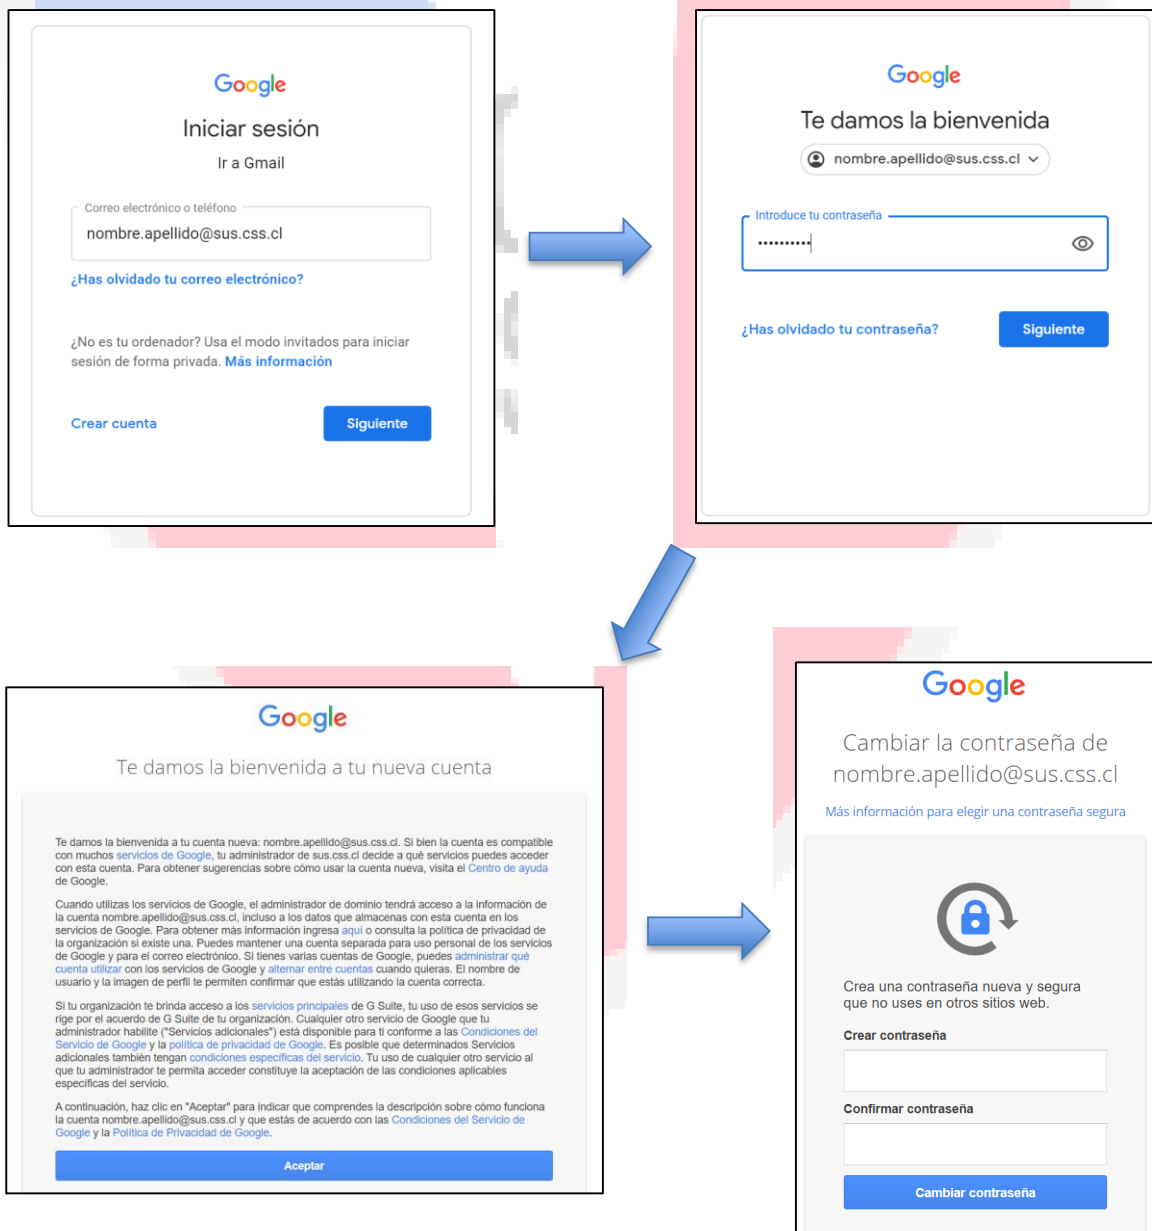 Google
Iniciar sesión
Ir a Gmail
Correo electrónico o teléfono
nombre.apellido@sus.css.cl
¿Has olvidado tu correo electrónico?
¿No es tu ordenador? Usa el modo invitados para iniciar
sesión de forma privada. Más información
Crear cuenta
Siguiente
Google
Te damos la bienvenida
nombre.apellido@sus.css.cl
Introduce tu contraseña
••••••••••
¿Has olvidado tu contraseña?
Siguiente
Google
Te damos la bienvenida a tu nueva cuenta
Te damos la bienvenida a tu cuenta nueva: nombre.apellido@sus.css.cl. Si bien la cuenta es compatible
con muchos servicios de Google, tu administrador de sus.css.cl decide a qué servicios puedes acceder
con esta cuenta. Para obtener sugerencias sobre cómo usar la cuenta nueva, visita el Centro de ayuda
de Google.
Cuando utilizas los servicios de Google, el administrador de dominio tendrá acceso a la información de
la cuenta nombre.apellido@sus.css.cl, incluso a los datos que almacenas con esta cuenta en los
servicios de Google. Para obtener más información ingresa aquí o consulta la política de privacidad de
la organización si existe una. Puedes mantener una cuenta separada para uso personal de los servicios
de Google y para el correo electrónico. Si tienes varias cuentas de Google, puedes administrar qué
cuenta utilizar con los servicios de Google y alternar entre cuentas cuando quieras. El nombre de
usuario y la imagen de perfil te permiten confirmar que estás utilizando la cuenta correcta.
Si tu organización te brinda acceso a los servicios principales de G Suite, tu uso de esos servicios se
rige por el acuerdo de G Suite de tu organización. Cualquier otro servicio de Google que tu
administrador habilite ("Servicios adicionales") está disponible para ti conforme a las Condiciones del
Servicio de Google y la política de privacidad de Google. Es posible que determinados Servicios
adicionales también tengan condiciones específicas del servicio. Tu uso de cualquier otro servicio al
que tu administrador te permita acceder constituye la aceptación de las condiciones aplicables
específicas del servicio.
A continuación, haz clic en "Aceptar" para indicar que comprendes la descripción sobre cómo funciona
la cuenta nombre.apellido@sus.css.cl y que estás de acuerdo con las Condiciones del Servicio de
Google y la Política de Privacidad de Google.
Aceptar
Google
Cambiar la contraseña de
nombre.apellido@sus.css.cl
Más información para elegir una contraseña segura
Crea una contraseña nueva y segura
que no uses en otros sitios web.
Crear contraseña
Confirmar contraseña
Cambiar contraseña